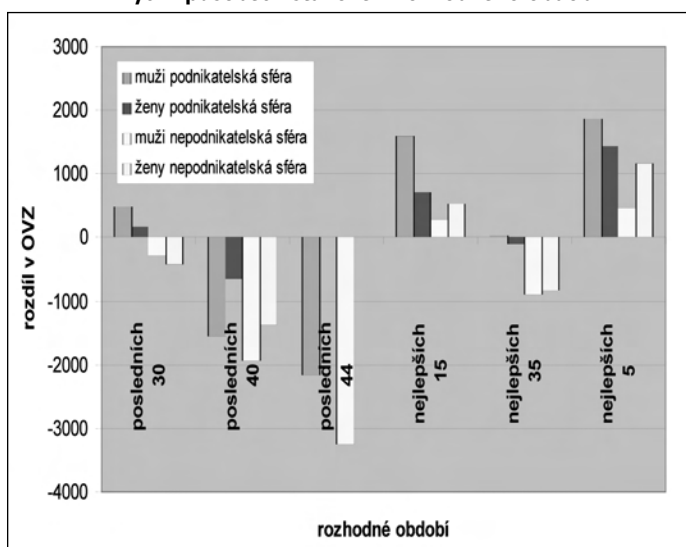 3000
2000
1000
0
-1000
-2000
-3000
-4000
rozdíl v OVZ
muži podnikatelská sféra
ženy podnikatelská sféra
muži nepodnikatelská sféra
ženy nepodnikatelská sféra
posledních
30
posledních
40
posledních
44
nejlepších
15
nejlepších
35
nejlepších
5
rozhodné období